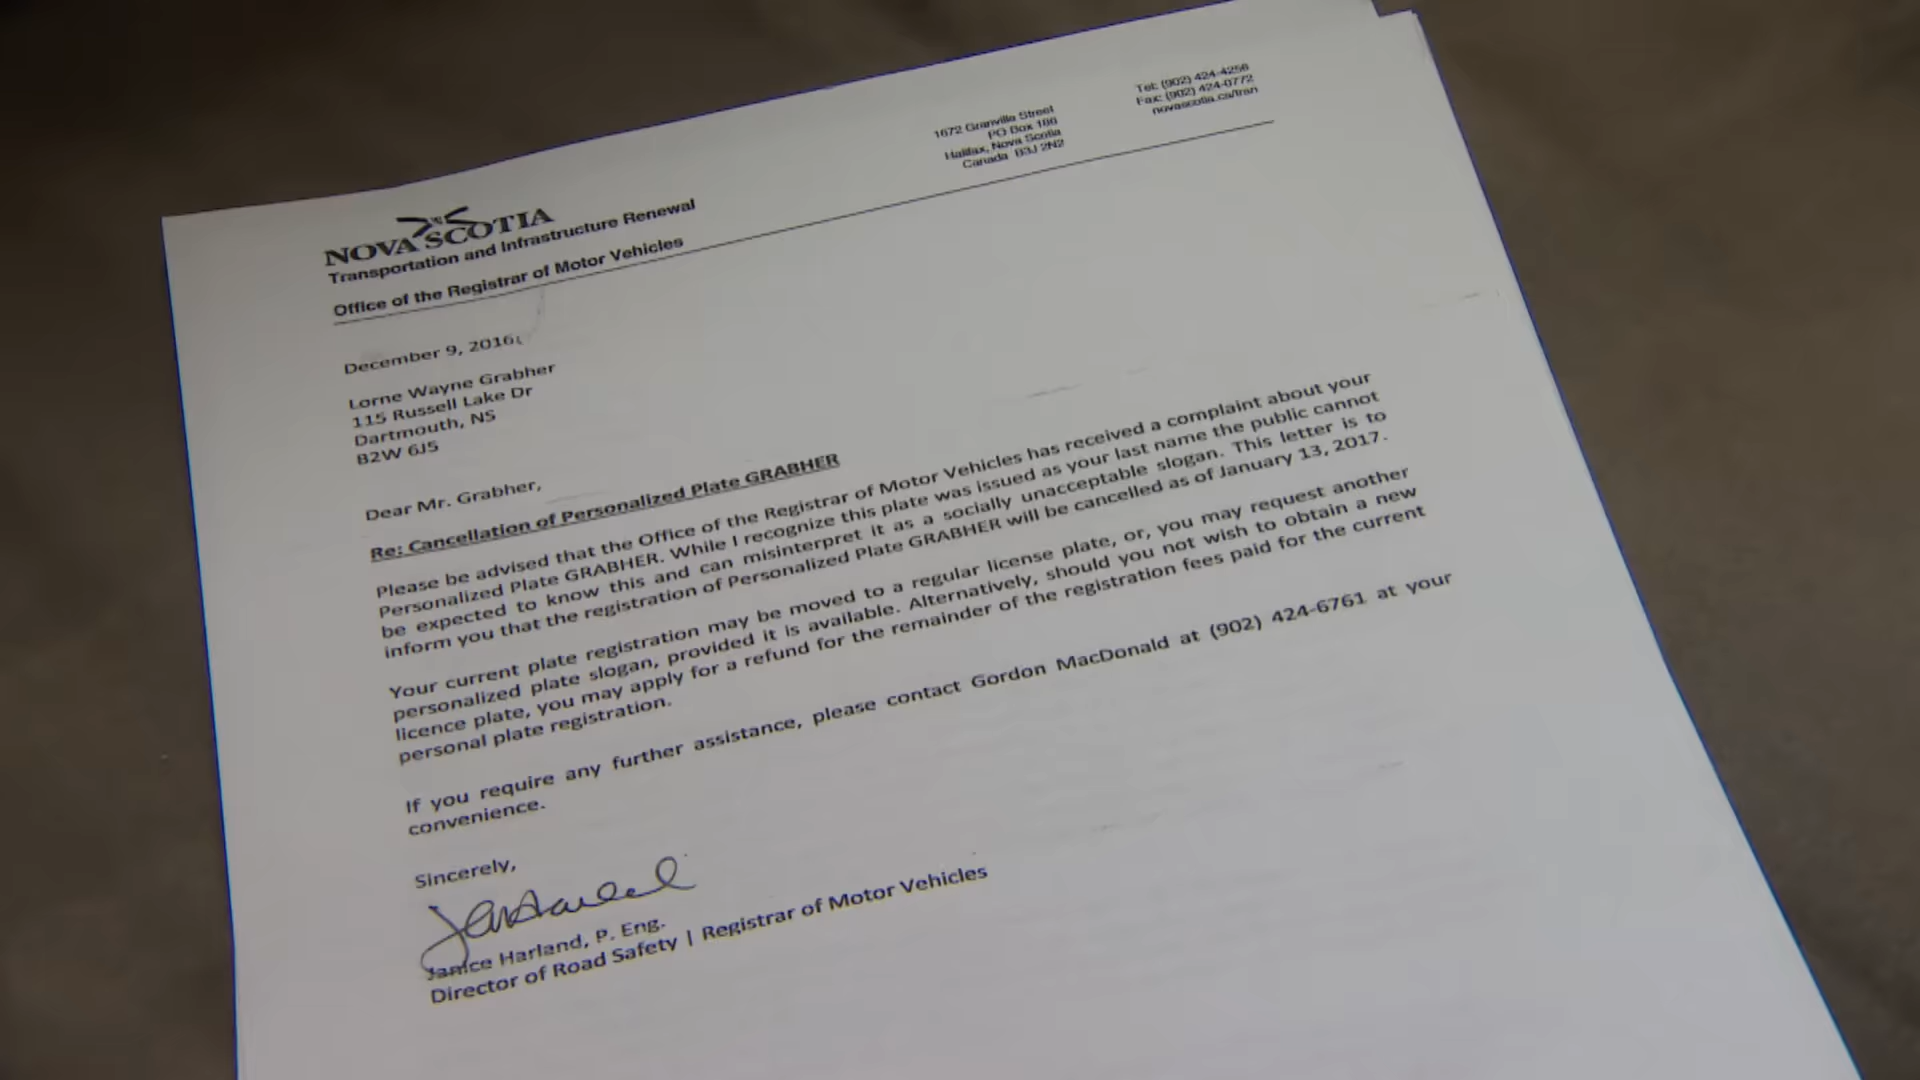 1672 Granville Street
PO Box 186
Halifax, Nova Scotia
Canada B3J 2N2
Tel: (902) 424-4256
Fax: (902) 424-0772
novascotia.ca/tran
NOVA SCOTIA
Transportation and Infrastructure Renewal
Office of the Registrar of Motor Vehicles
December 9, 2016
Lorne Wayne Grabher
115 Russell Lake Dr
Dartmouth, NS
B2W 6J5
Dear Mr. Grabher,
Re: Cancellation of Personalized Plate GRABHER
Please be advised that the Office of the Registrar of Motor Vehicles has received a complaint about your
Personalized Plate GRABHER. While I recognize this plate was issued as your last name the public cannot
be expected to know this and can misinterpret it as a socially unacceptable slogan. This letter is to
inform you that the registration of Personalized Plate GRABHER will be cancelled as of January 13, 2017.
Your current plate registration may be moved to a regular license plate, or, you may request another
personalized plate slogan, provided it is available. Alternatively, should you not wish to obtain a new
licence plate, you may apply for a refund for the remainder of the registration fees paid for the current
personal plate registration.
If you require any further assistance, please contact Gordon MacDonald at (902) 424-6761 at your
convenience.
Sincerely,
Janice Harland, P. Eng.
Director of Road Safety | Registrar of Motor Vehicles